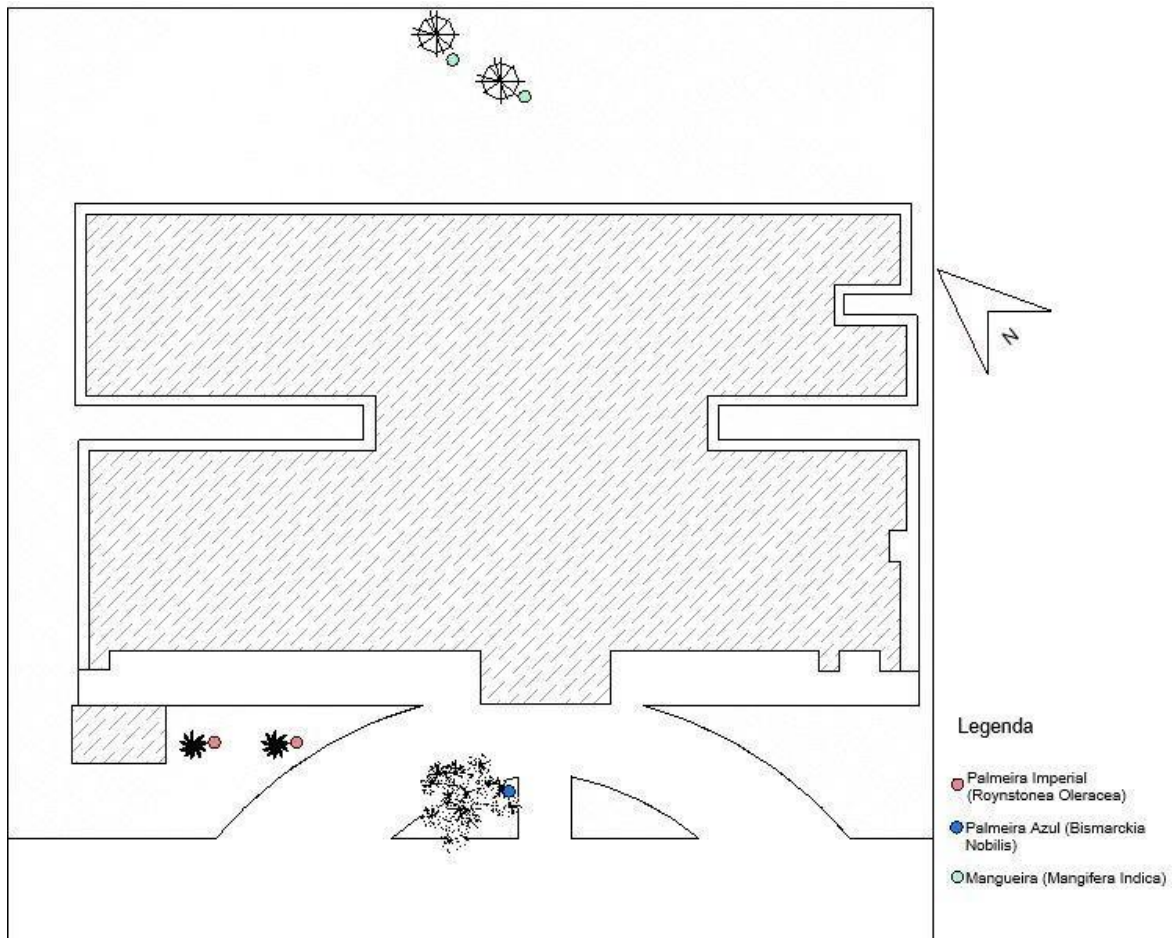 N
Legenda
Palmeira Imperial
(Roynstonea Oleracea)
Palmeira Azul (Bismarckia
Nobilis)
Mangueira (Mangifera Indica)